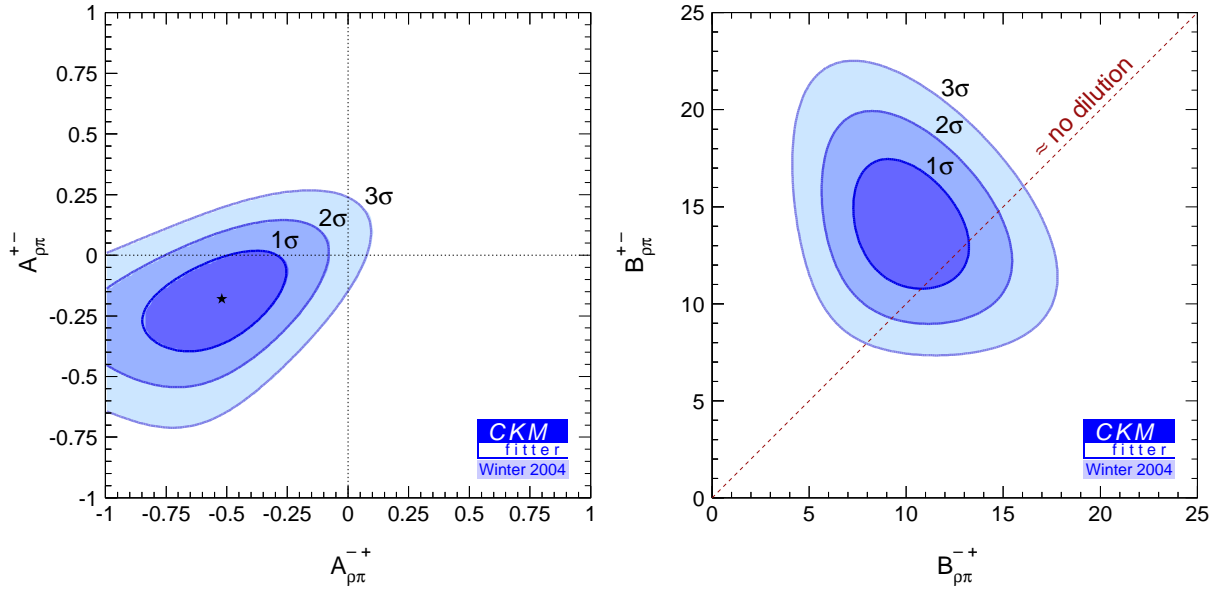 1
0.75
0.5
0.25
0
-0.25
-0.5
-0.75
-1
A ρπ + −
3σ
2σ
1σ
CKM
fitter
Winter 2004
-1 -0.75 -0.5 -0.25 0 0.25 0.5 0.75 1
A ρπ − +
25
20
15
10
5
0
B ρπ + −
≈ no dilution
3σ
2σ
1σ
CKM
fitter
Winter 2004
0 5 10 15 20 25
B ρπ − +